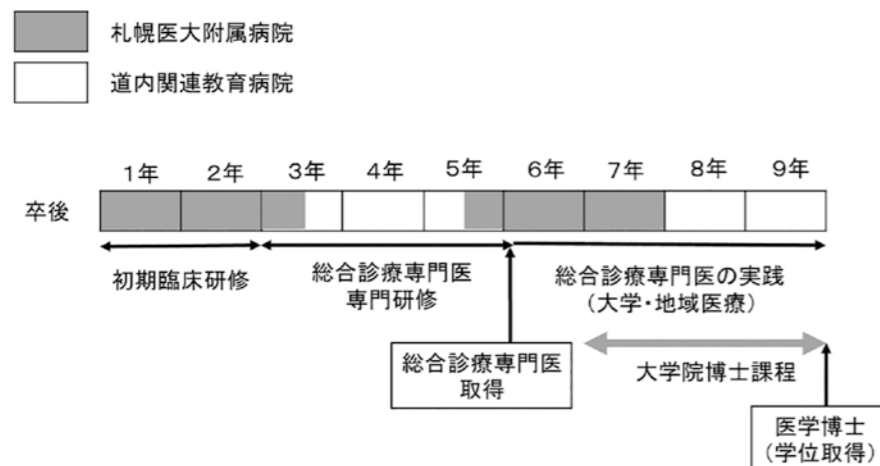 札幌医大附属病院
道内関連教育病院
1年 2年 3年 4年 5年 6年 7年 8年 9年
卒後
初期臨床研修
総合診療専門医
専門研修
総合診療専門医の実践
(大学・地域医療)
総合診療専門医
取得
大学院博士課程
医学博士
(学位取得)